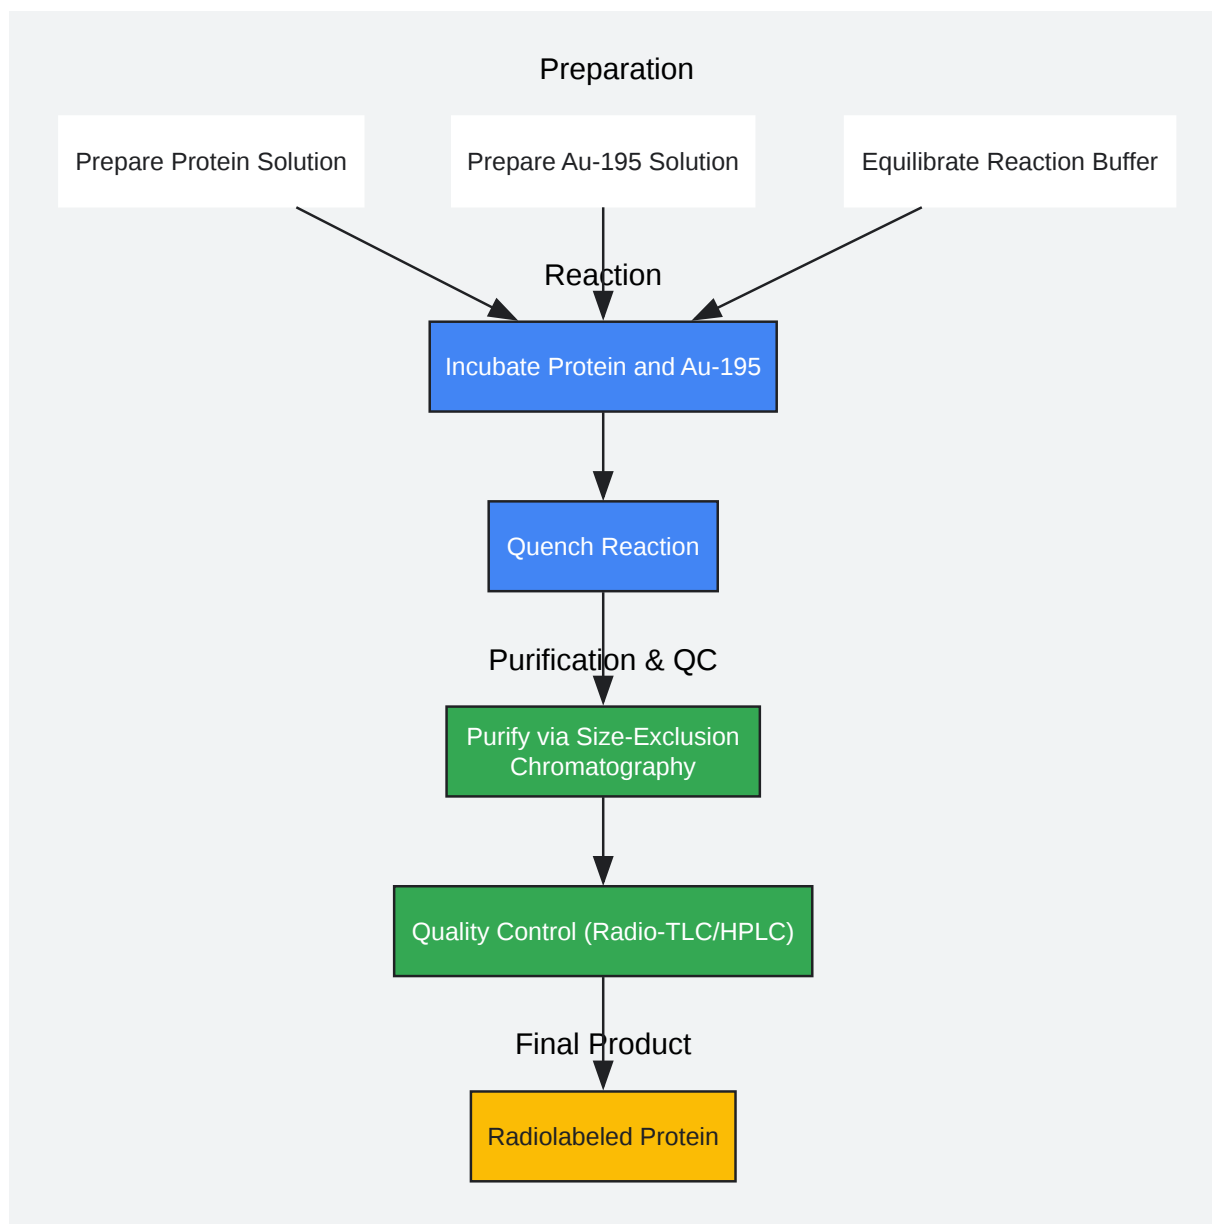 Preparation
Prepare Protein Solution
Prepare Au-195 Solution
Equilibrate Reaction Buffer
Reaction
Incubate Protein and Au-195
Quench Reaction
Purification & QC
Purify via Size-Exclusion
Chromatography
Quality Control (Radio-TLC/HPLC)
Final Product
Radiolabeled Protein